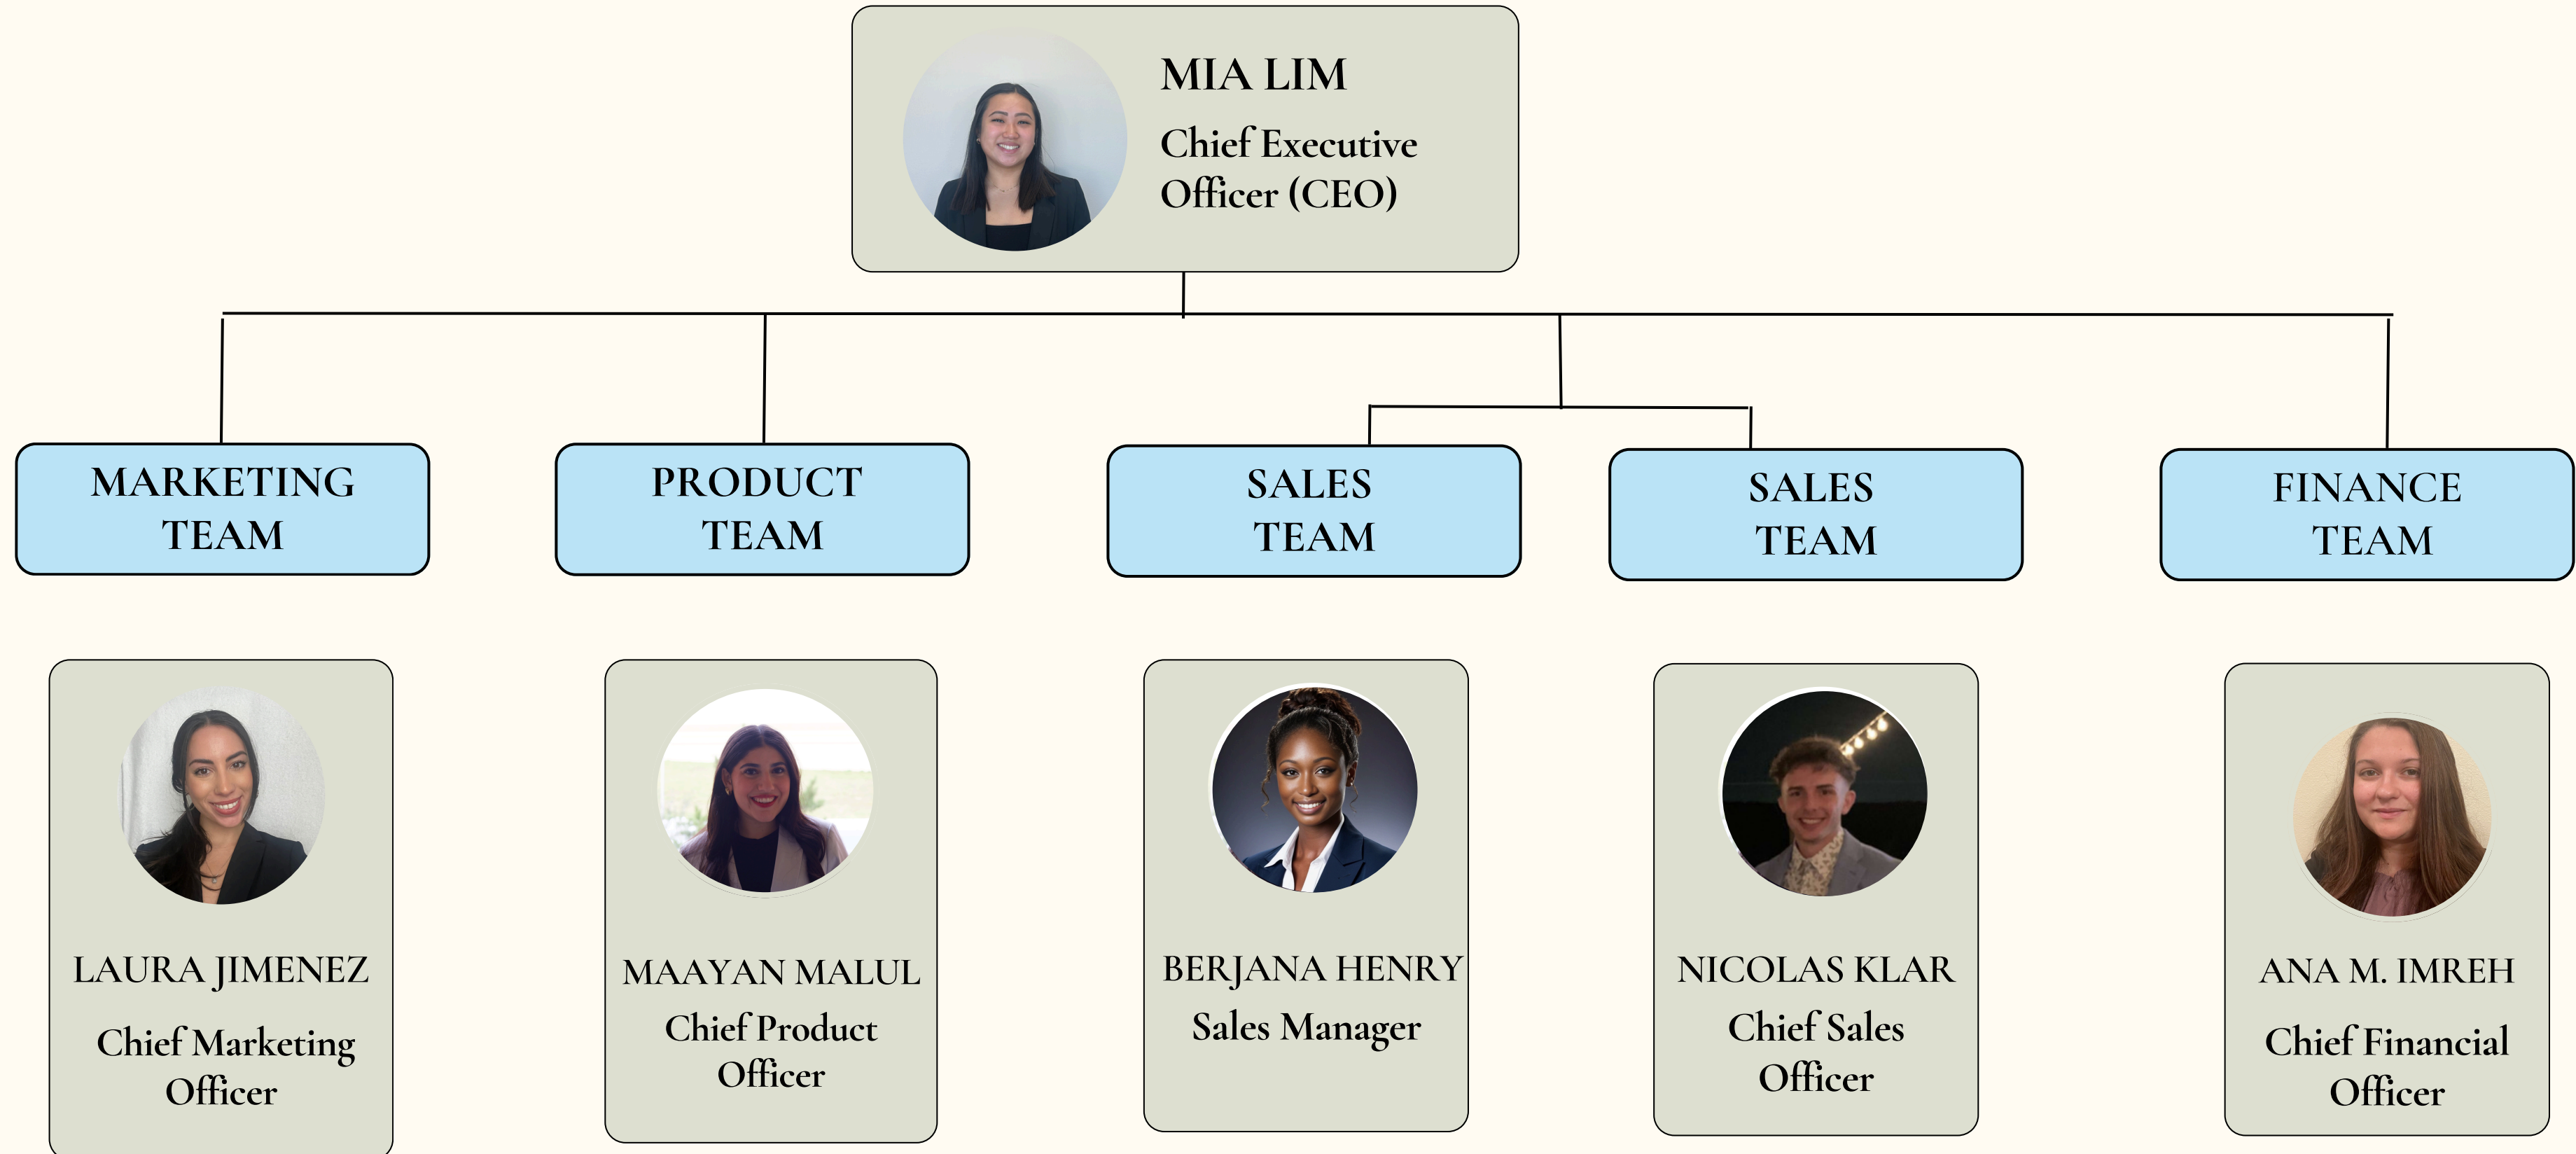 MIA LIM
Chief Executive
Officer (CEO)
MARKETING
TEAM
PRODUCT
TEAM
SALES
TEAM
SALES
TEAM
FINANCE
TEAM
LAURA JIMENEZ
Chief Marketing
Officer
MAAYAN MALUL
Chief Product
Officer
BERJANA HENRY
Sales Manager
NICOLAS KLAR
Chief Sales
Officer
ANA M. IMREH
Chief Financial
Officer